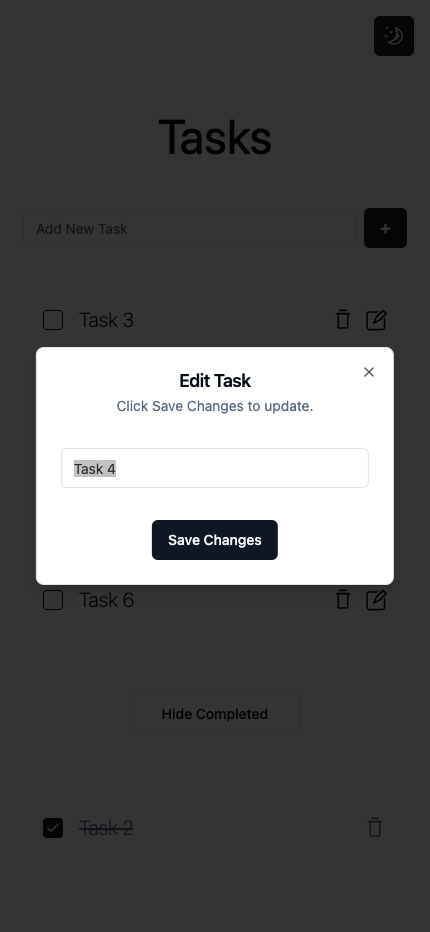 Tasks
Add New Task
+
Task 3
Edit Task
Click Save Changes to update.
Task 4
Save Changes
Task 6
Hide Completed
Task 2